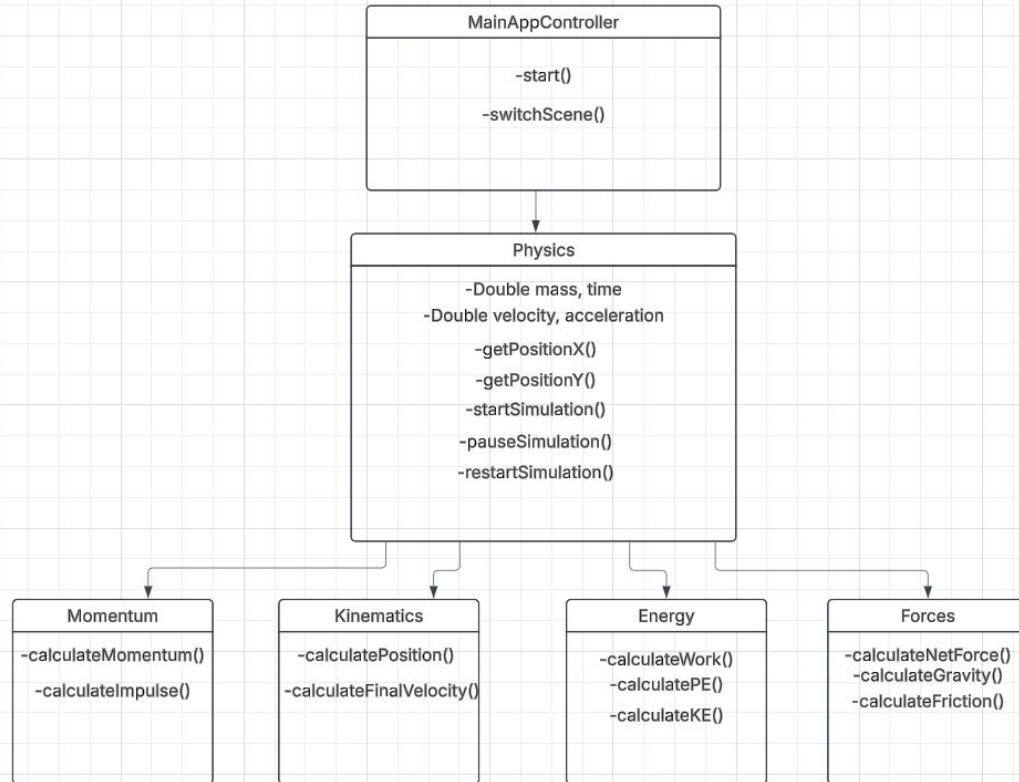 MainAppController
-start()
-switchScene()
Physics
-Double mass, time
-Double velocity, acceleration
-getPositionX()
-getPositionY()
-startSimulation()
-pauseSimulation()
-restartSimulation()
Momentum
-calculateMomentum()
-calculateImpulse()
Kinematics
-calculatePosition()
-calculateFinalVelocity()
Energy
-calculateWork()
-calculatePE()
-calculateKE()
Forces
-calculateNetForce()
-calculateGravity()
-calculateFriction()